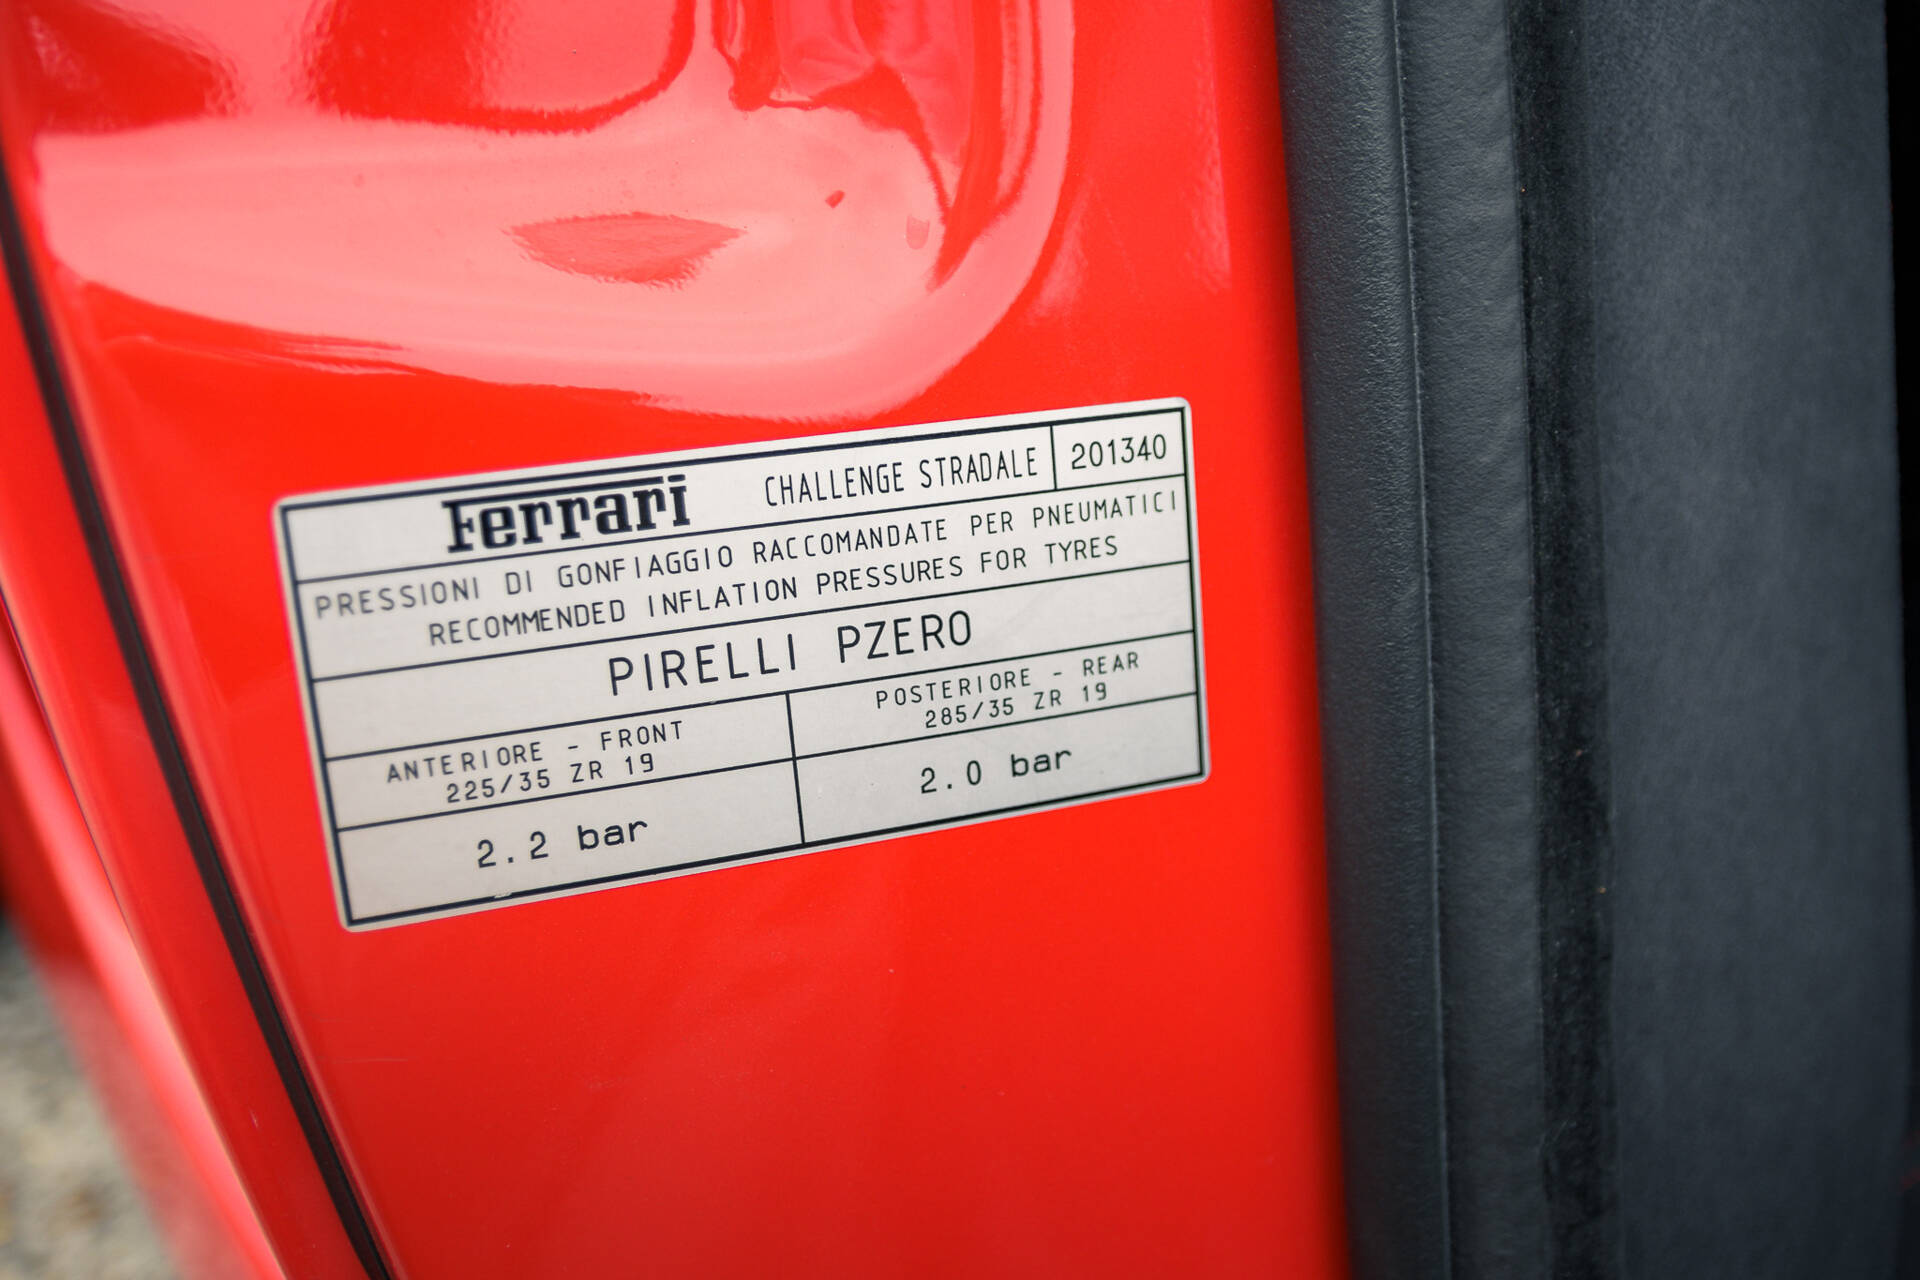 Ferrari CHALLENGE STRADALE 201340
PRESSIONI DI GONFIAGGIO RACCOMANDATE PER PNEUMATICI
RECOMMENDED INFLATION PRESSURES FOR TYRES
PIRELLI PZERO
ANTERIORE - FRONT
225/35 ZR 19
POSTERIORE - REAR
285/35 ZR 19
2.2 bar
2.0 bar